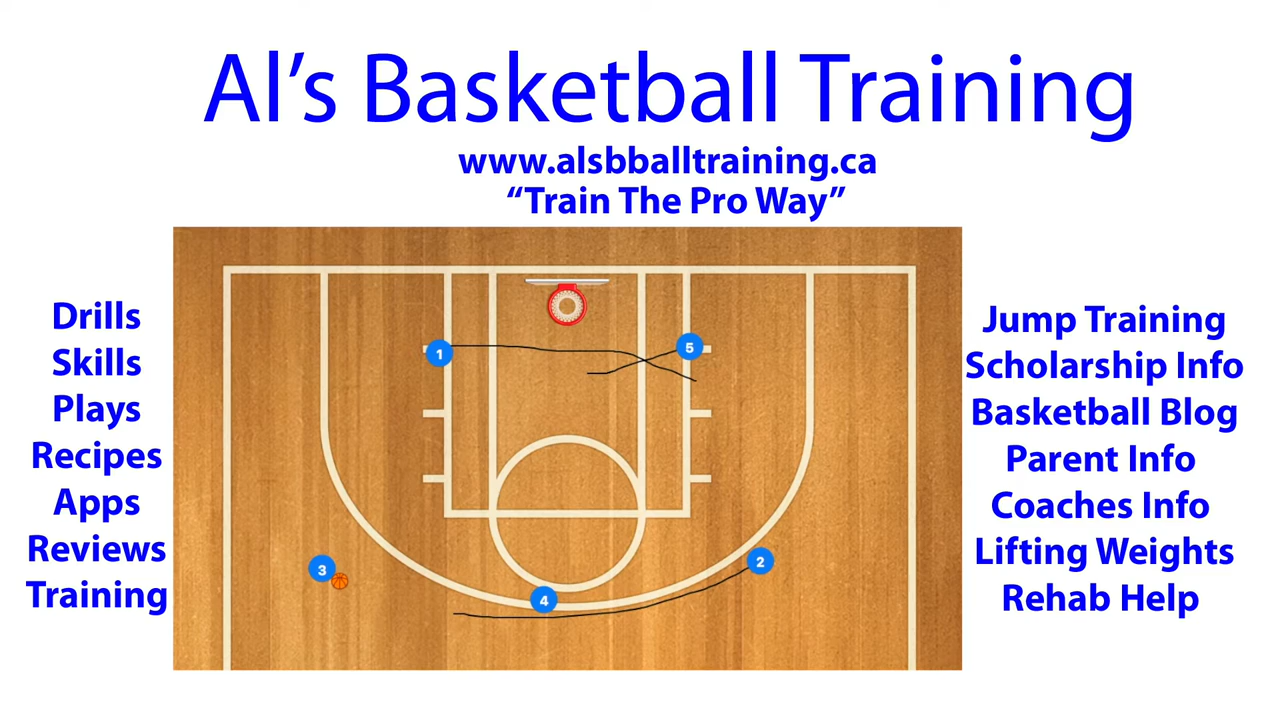 Al’s Basketball Training
www.alsbballtraining.ca
“Train The Pro Way”
Drills
Skills
Plays
Recipes
Apps
Reviews
Training
1
5
3
4
2
Jump Training
Scholarship Info
Basketball Blog
Parent Info
Coaches Info
Lifting Weights
Rehab Help